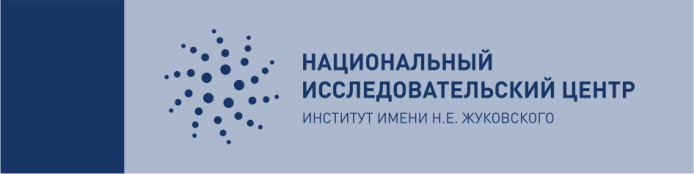 НАЦИОНАЛЬНЫЙ
ИССЛЕДОВАТЕЛЬСКИЙ ЦЕНТР
ИНСТИТУТ ИМЕНИ Н.Е. ЖУКОВСКОГО